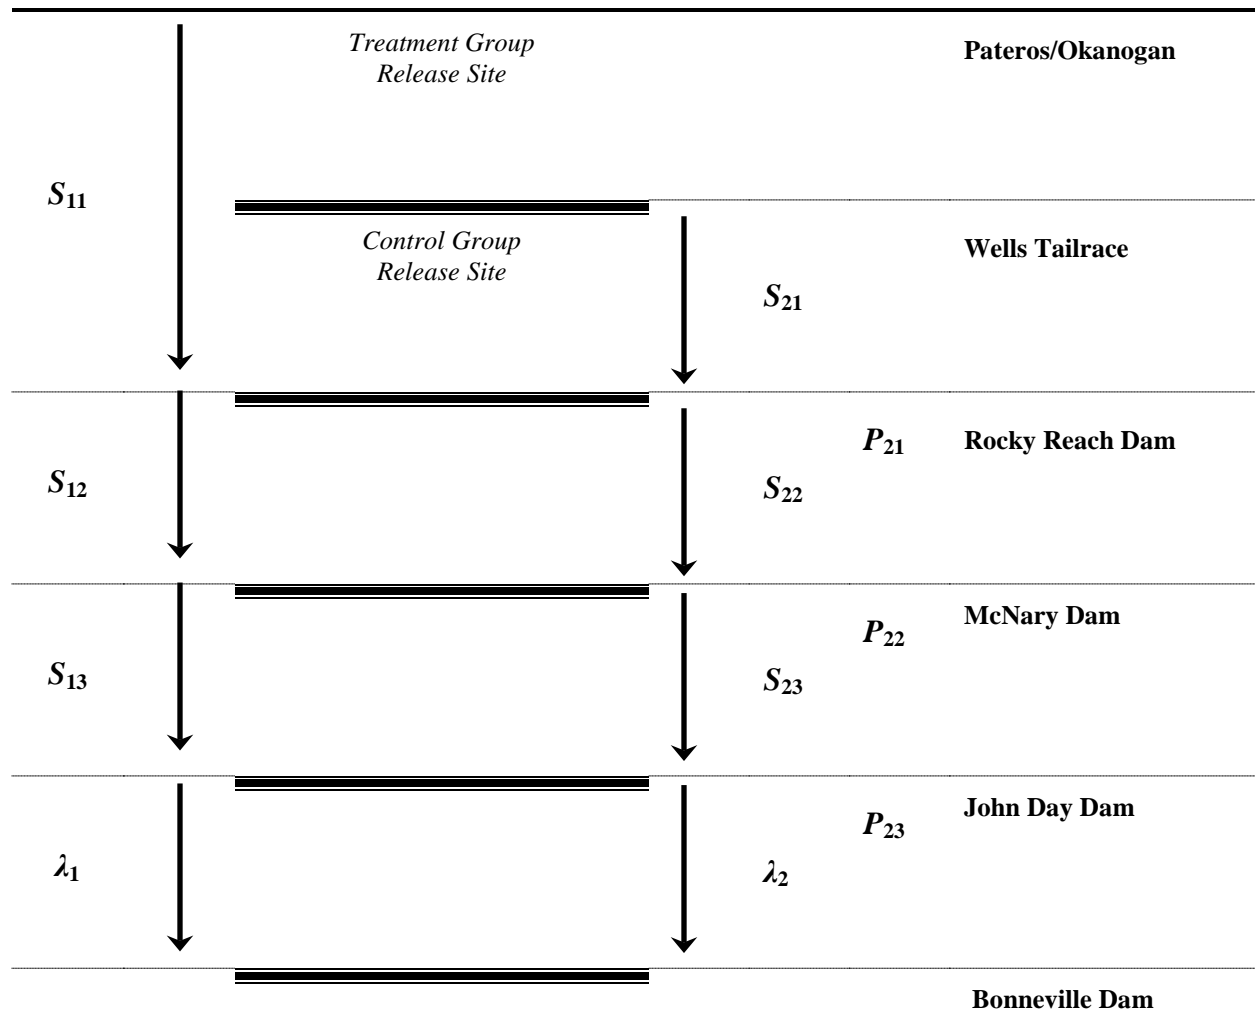 Treatment Group
Release Site
Pateros/Okanogan
S11
Control Group
Release Site
Wells Tailrace
S21
P21
Rocky Reach Dam
S12
S22
McNary Dam
P22
S13
S23
John Day Dam
P23
λ1
λ2
Bonneville Dam